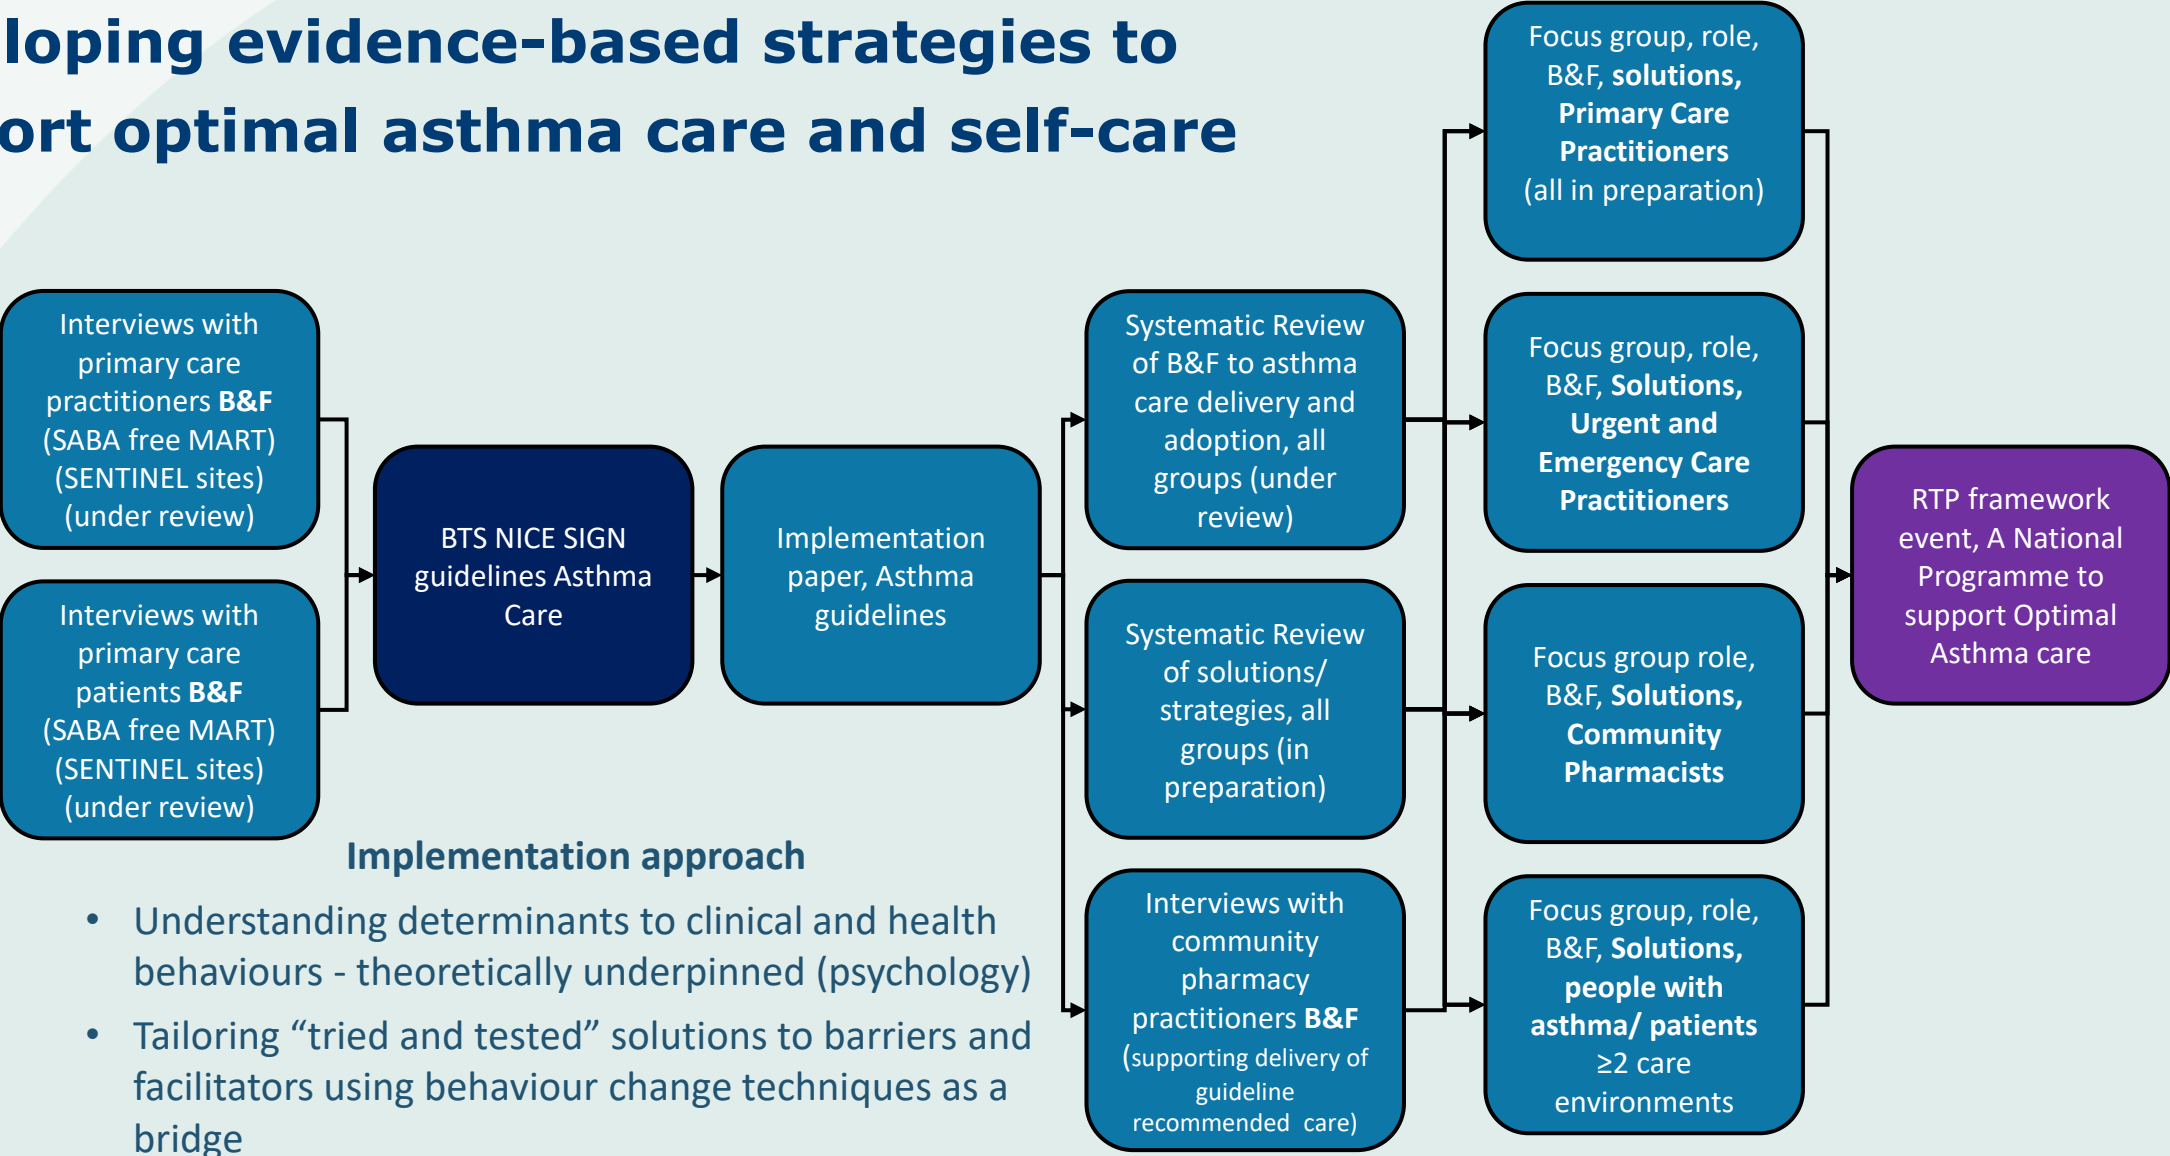 loping evidence-based strategies to
ort optimal asthma care and self-care
Interviews with
primary care
practitioners B&F
(SABA free MART)
(SENTINEL sites)
(under review)
Interviews with
primary care
patients B&F
(SABA free MART)
(SENTINEL sites)
(under review)
BTS NICE SIGN
guidelines Asthma
Care
Implementation
paper, Asthma
guidelines
Systematic Review
of B&F to asthma
care delivery and
adoption, all
groups (under
review)
Systematic Review
of solutions/
strategies, all
groups (in
preparation)
Interviews with
community
pharmacy
practitioners B&F
(supporting delivery of
guideline
recommended care)
Focus group, role,
B&F, solutions,
Primary Care
Practitioners
(all in preparation)
Focus group, role,
B&F, Solutions,
Urgent and
Emergency Care
Practitioners
Focus group role,
B&F, Solutions,
Community
Pharmacists
Focus group, role,
B&F, Solutions,
people with
asthma/ patients
≥2 care
environments
RTP framework
event, A National
Programme to
support Optimal
Asthma care
Implementation approach
• Understanding determinants to clinical and health
behaviours - theoretically underpinned (psychology)
• Tailoring “tried and tested” solutions to barriers and
facilitators using behaviour change techniques as a
bridge